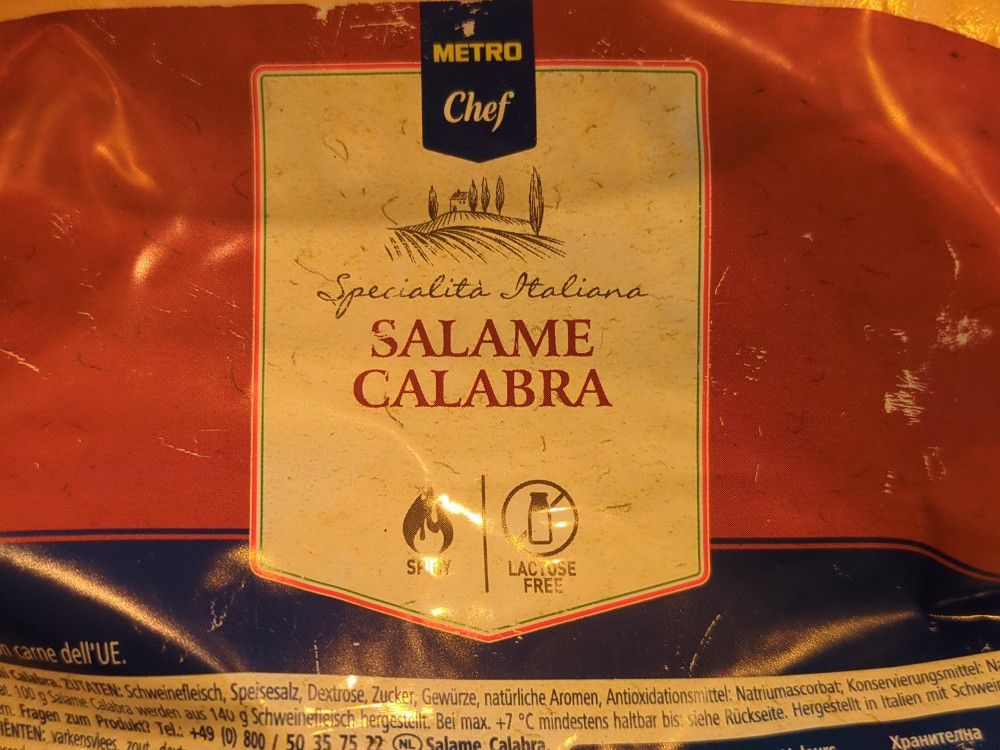 METRO
Chef
Specialità Italiana
SALAME
CALABRA
SPICY
LACTOSE
FREE
carne dell'UE.
Calabra. ZUTATEN: Schweinefleisch, Speisesalz, Dextrose, Zucker, Gewürze, natürliche Aromen, Antioxidationsmittel: Natriumascorbat; Konservierungsmittel:
100 g Salame Calabra werden aus 140 g Schweinefleisch hergestellt. Bei max. +7 °C mindestens haltbar bis: siehe Rückseite. Hergestellt in Italien mit
Fragen zum Produkt? Tel.: +49 (0) 800 / 50 35 75 22 NL Salame Calabra.
varkensvlees, zout,
Хранителна